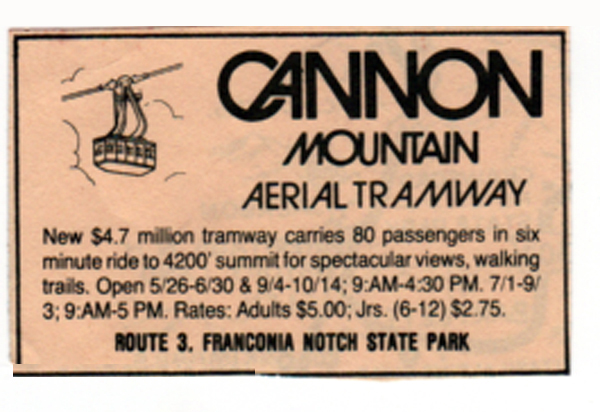 CANNON
MOUNTAIN
AERIAL TRAMWAY
New $4.7 million tramway carries 80 passengers in six
minute ride to 4200' summit for spectacular views, walking
trails. Open 5/26-6/30 & 9/4-10/14; 9:AM-4:30 PM. 7/1-9/
3; 9:AM-5 PM. Rates: Adults $5.00; Jrs. (6-12) $2.75.
ROUTE 3, FRANCONIA NOTCH STATE PARK